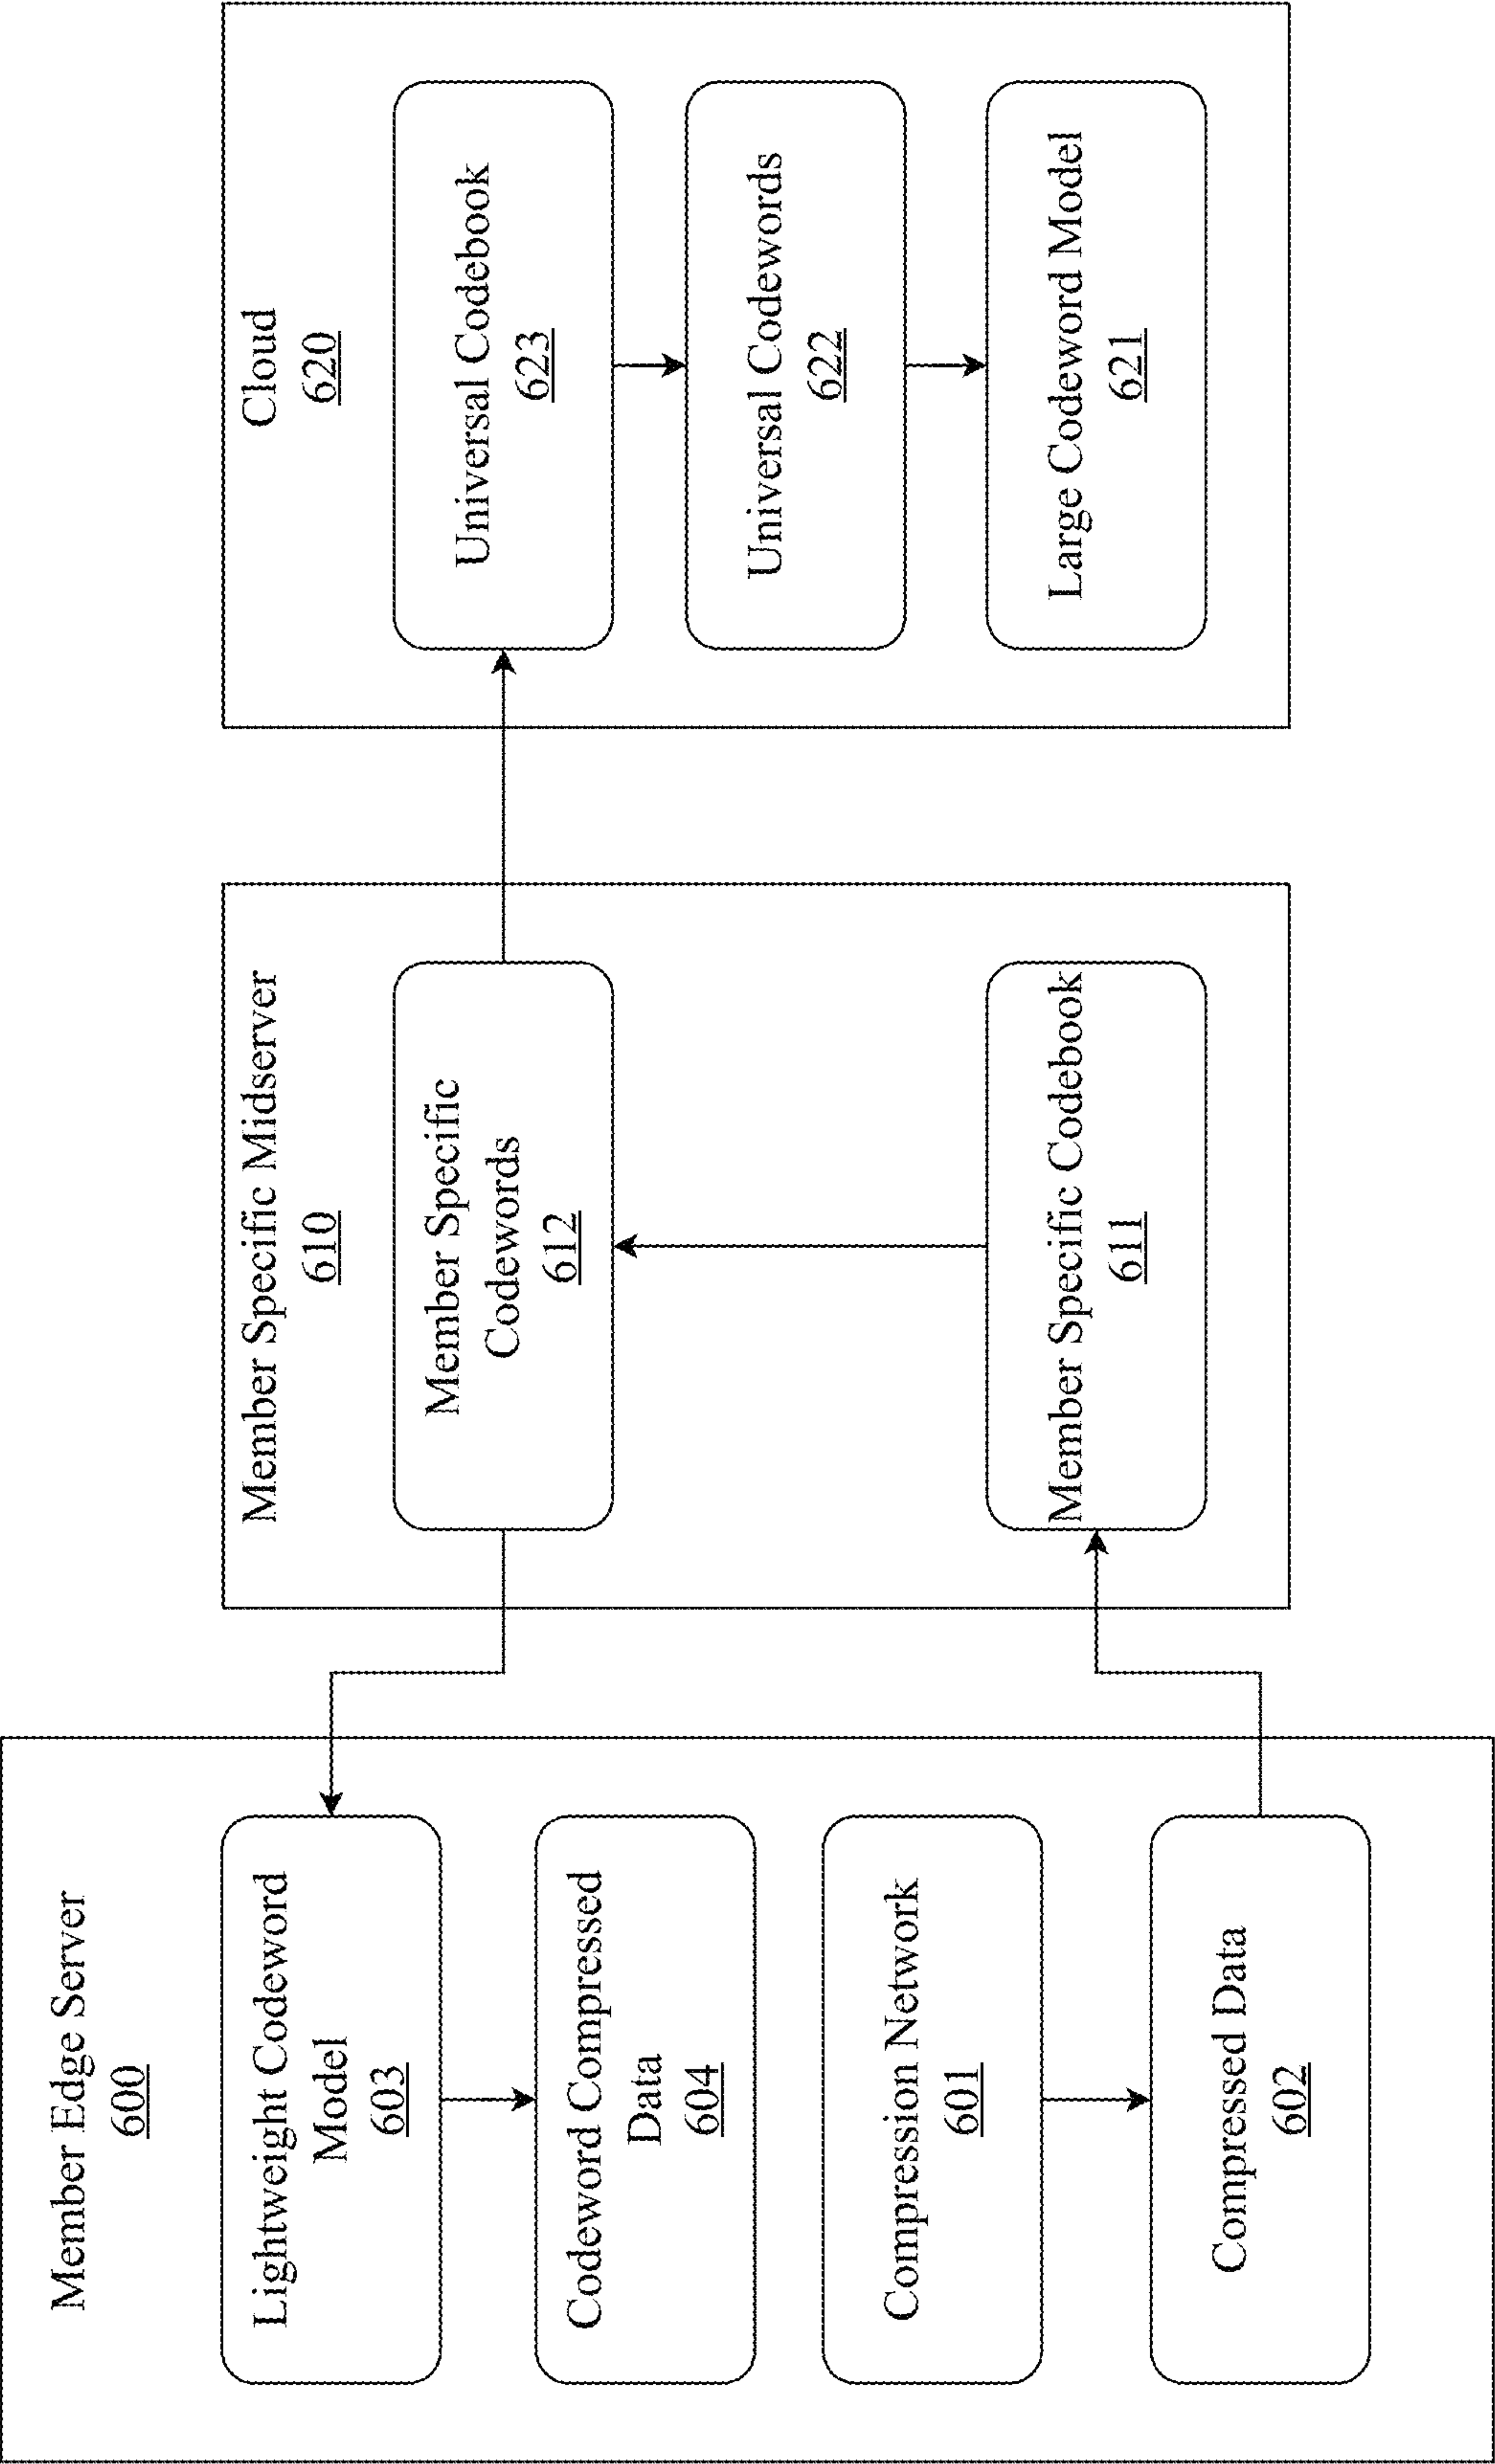 Member Edge Server
600
Lightweight Codeword
Model
603
Codeword Compressed
Data
604
Compression Network
601
Compressed Data
602
Member Specific Midserver
610
Member Specific
Codewords
612
Member Specific Codebook
611
Cloud
620
Universal Codebook
623
Universal Codewords
622
Large Codeword Model
621